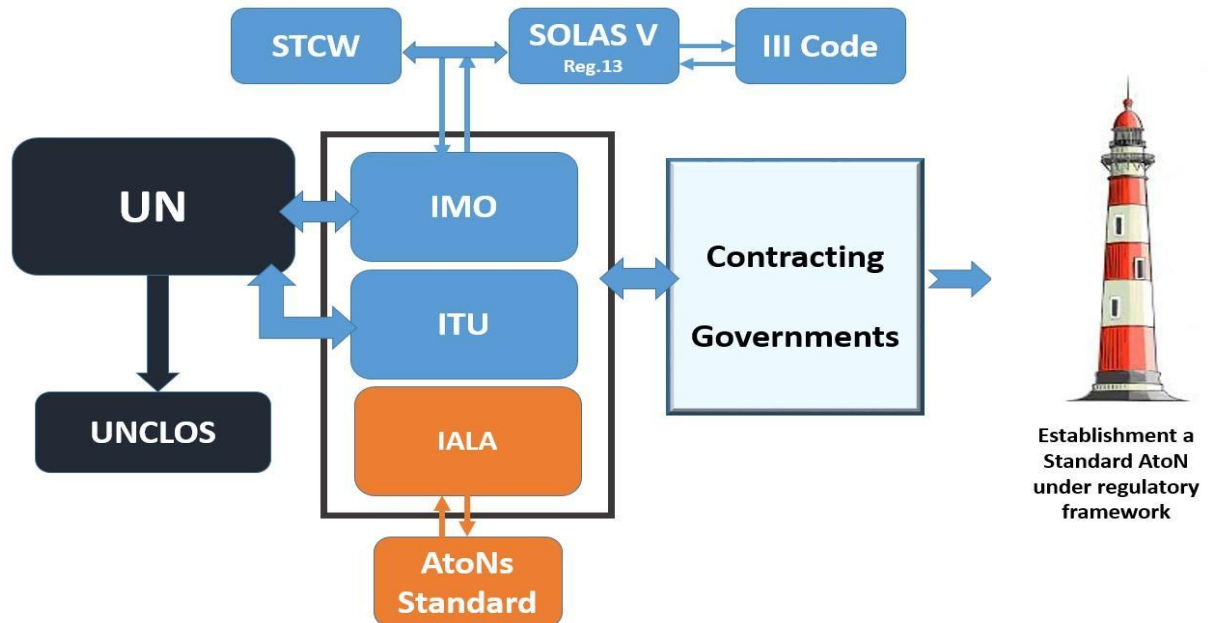 STCW
SOLAS V
Reg.13
III Code
UN
IMO
ITU
IALA
UNCLOS
AtoNs
Standard
Contracting
Governments
Establishment a
Standard AtoN
under regulatory
framework